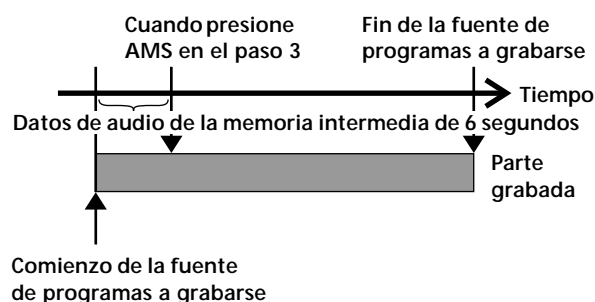 Cuando presione
AMS en el paso 3
Fin de la fuente de
programas a grabarse
Tiempo
Datos de audio de la memoria intermedia de 6 segundos
Parte
grabada
Comienzo de la fuente
de programas a grabarse